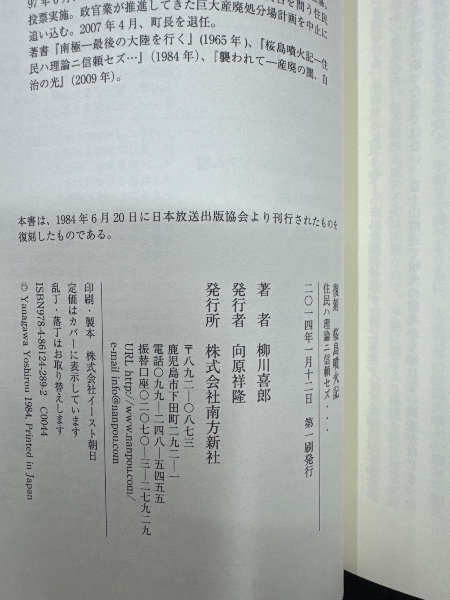 97年6月
を問う住民
投票実施。政官業が推進してきた巨大産廃処分場計画を中止に
追い込む。2007年4月、町長を退任。
著書『南極―最後の大陸を行く』(1965年)、『桜島噴火記―住
民ハ理論ニ信頼セズ…』(1984年)、『襲われて―産廃の闇、自
治の光』(2009年)。
本書は、1984年6月20日に日本放送出版協会より刊行されたものを
復刻したものである。
復刻 桜島噴火記
住民ハ理論ニ信頼セズ・・・
二〇一四年一月十二日 第一刷発行
著者 柳川喜郎
発行者 向原祥隆
発行所 株式会社南方新社
〒八九二―〇八七三
鹿児島市下田町二九二―一
電話〇九九―二四八―五四五五
振替口座〇二〇七〇―三―二七九二九
URL http://www.nanpou.com/
e-mail info@nanpou.com
印刷・製本 株式会社イースト朝日
定価はカバーに表示しています
乱丁・落丁はお取り替えします
ISBN978-4-86124-289-2 C0044
© Yanagawa Yoshirou 1984, Printed in Japan